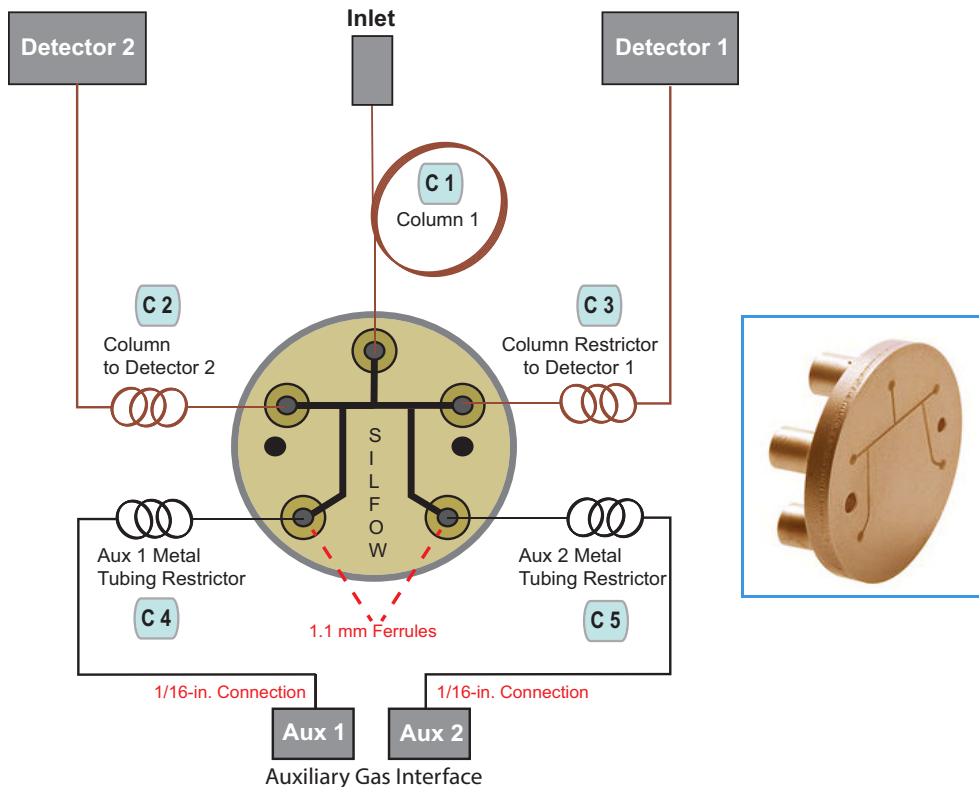 Inlet
Detector 2
Detector 1
C 1
Column 1
C 2
Column
to Detector 2
C 3
Column Restrictor
to Detector 1
S
I
L
F
O
W
Aux 1 Metal
Tubing Restrictor
C 4
Aux 2 Metal
Tubing Restrictor
C 5
1.1 mm Ferrules
1/16-in. Connection
1/16-in. Connection
Aux 1
Aux 2
Auxiliary Gas Interface